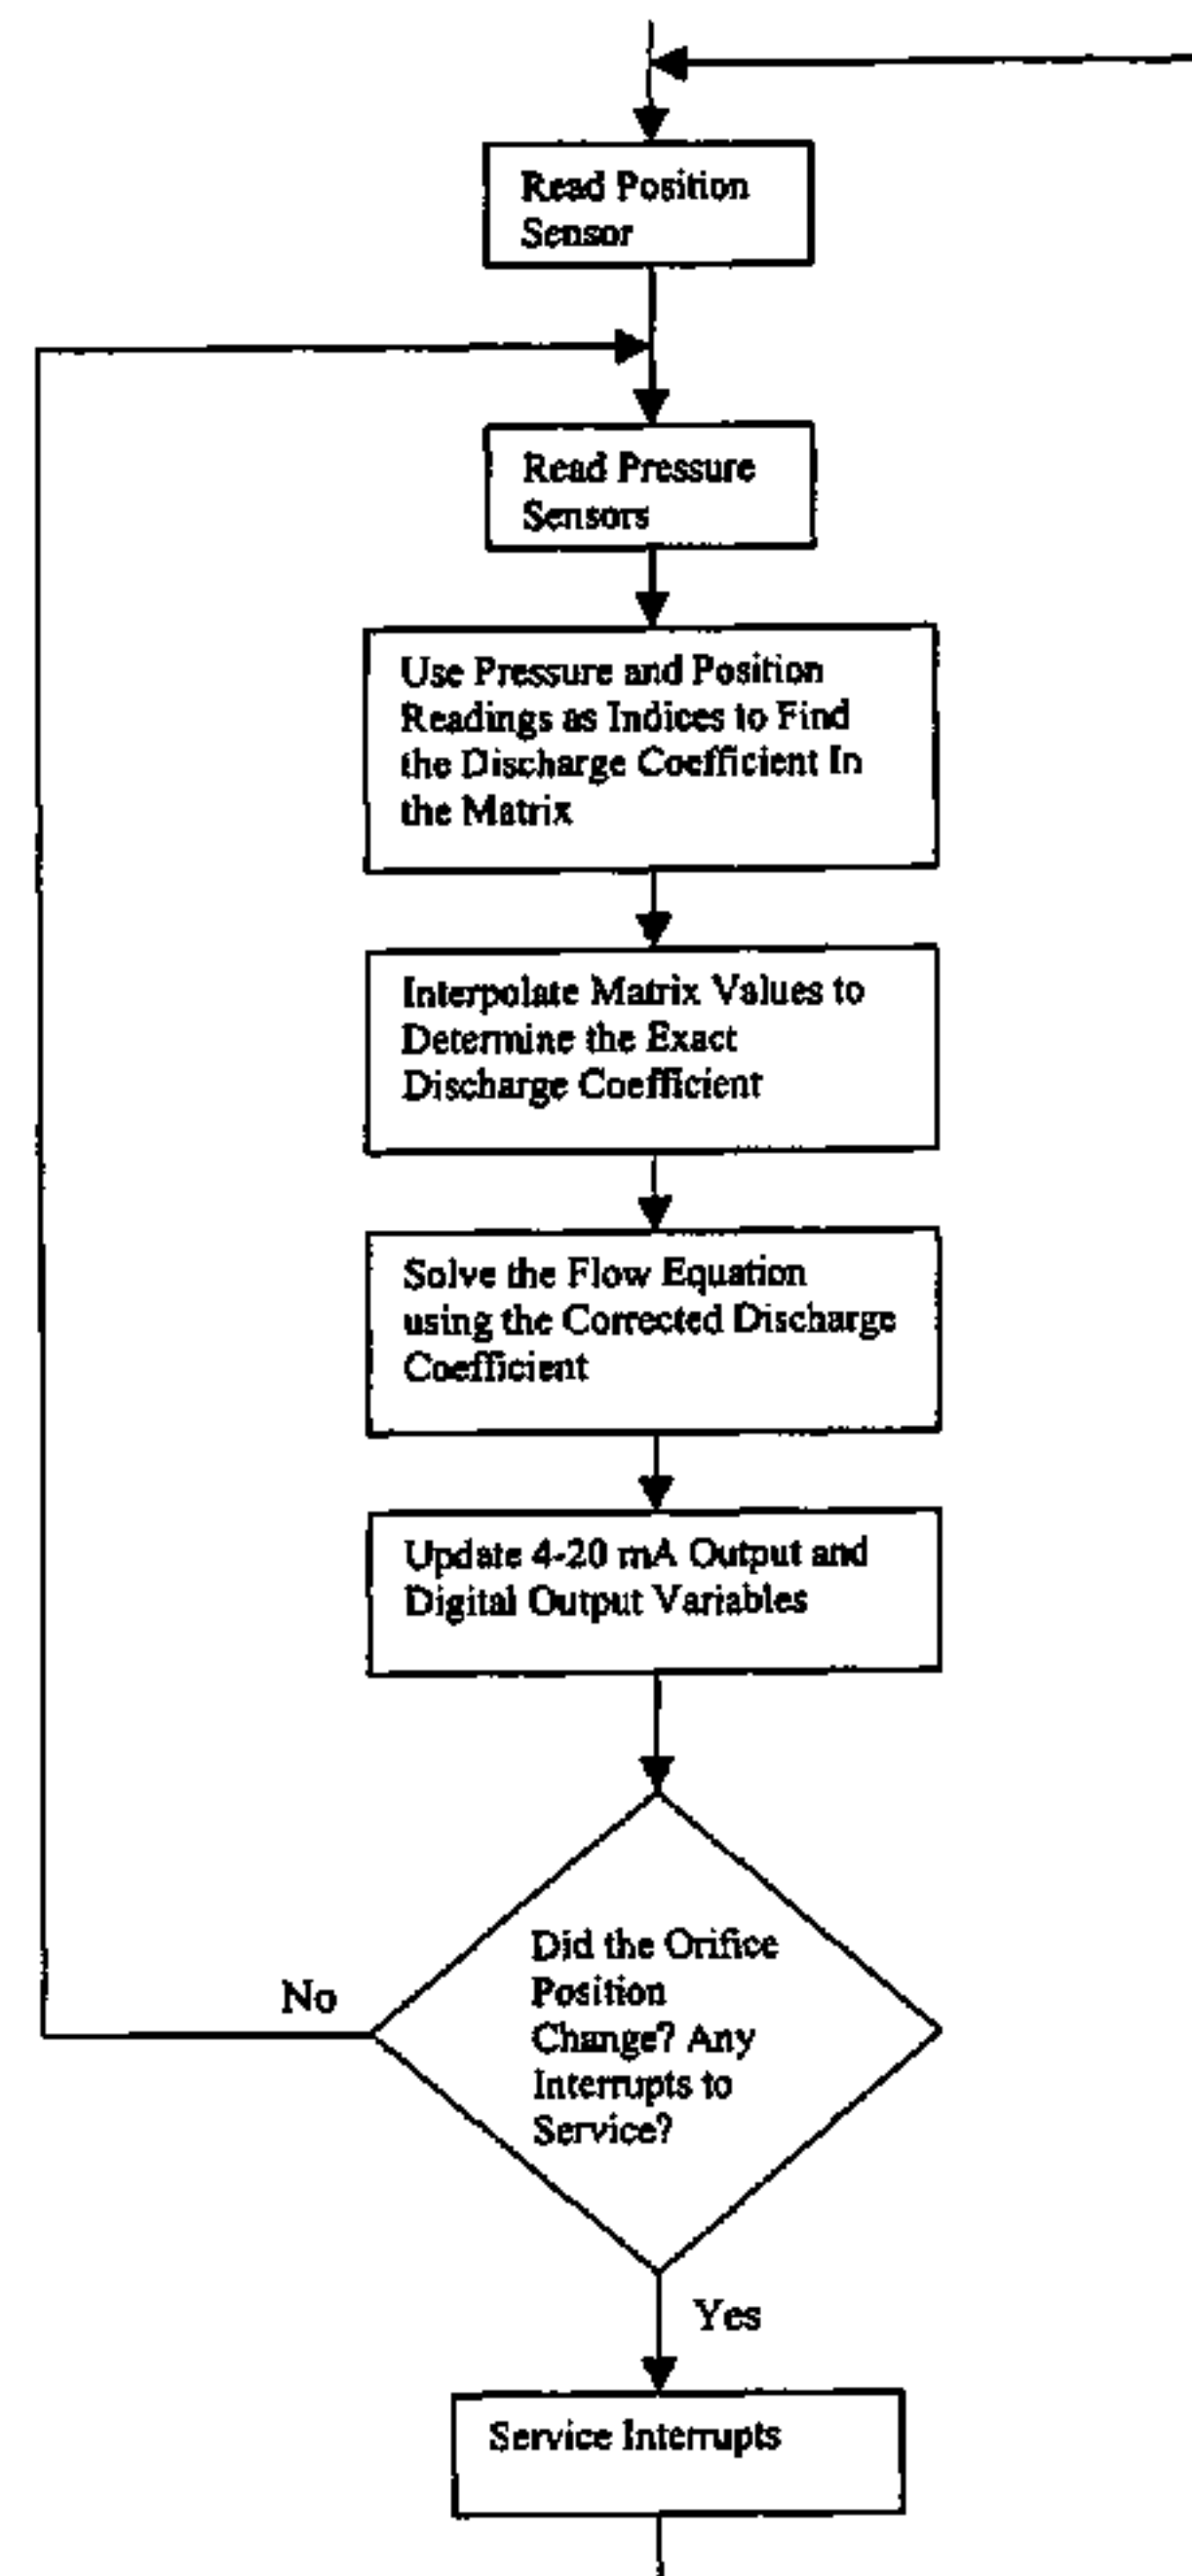 Read Position
Sensor
Read Pressure
Sensors
Use Pressure and Position
Readings as Indices to Find
the Discharge Coefficient In
the Matrix
Interpolate Matrix Values to
Determine the Exact
Discharge Coefficient
Solve the Flow Equation
using the Corrected Discharge
Coefficient
Update 4-20 mA Output and
Digital Output Variables
Did the Orifice
Position
Change? Any
Interrupts to
Service?
No
Yes
Service Interrupts